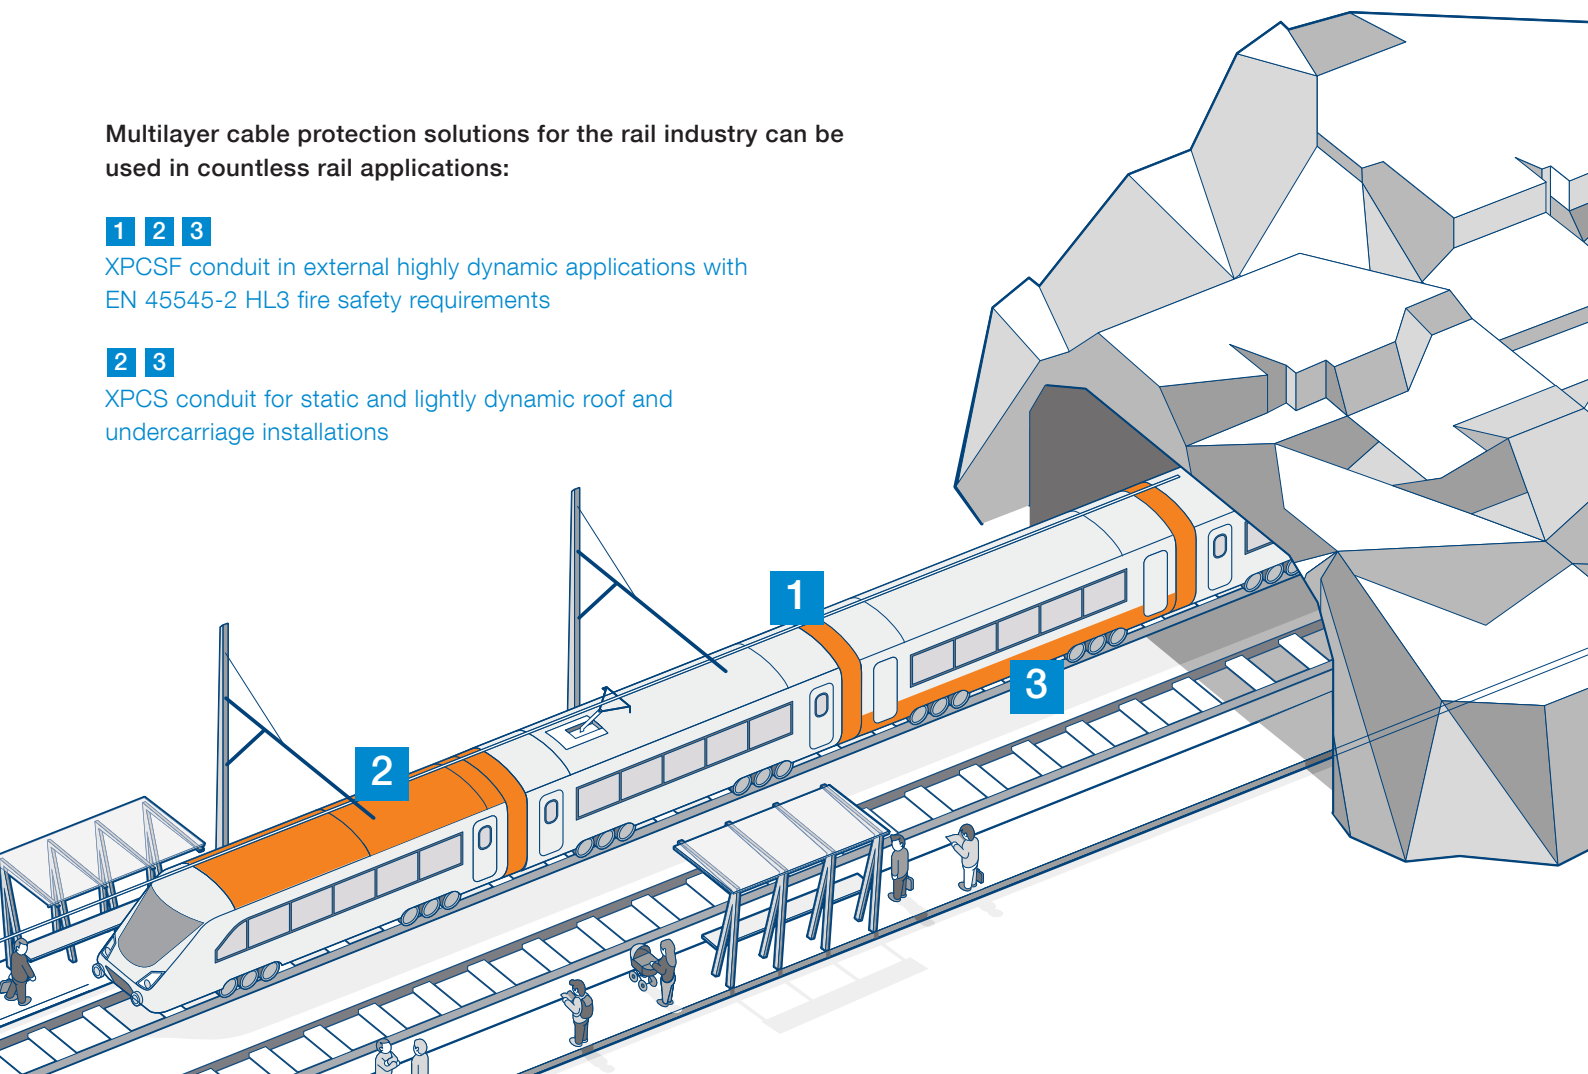 Multilayer cable protection solutions for the rail industry can be
used in countless rail applications:
1 2 3
XPCSF conduit in external highly dynamic applications with
EN 45545-2 HL3 fire safety requirements
2 3
XPCS conduit for static and lightly dynamic roof and
undercarriage installations
1
3
2